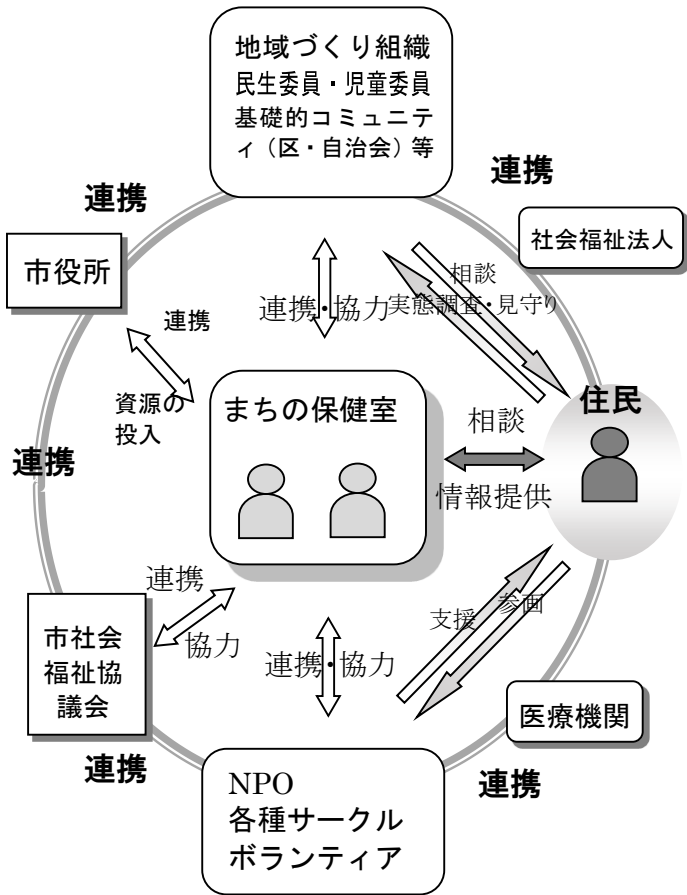 地域づくり組織
民生委員・児童委員
基礎的コミュニテ
ィ（区・自治会）等
連携
連携
社会福祉法人
市役所
相談
連携・協力
実態調査・見守り
連携
資源の
投入
まちの保健室
住民
相談
連携
情報提供
連携
協力
支援
参画
市社会
福祉協
議会
連携・協力
医療機関
連携
連携
NPO
各種サークル
ボランティア